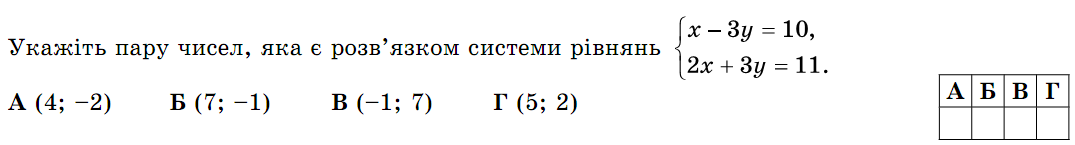 Укажіть пару чисел, яка є розв’язком системи рівнянь
x − 3y = 10,
2x + 3y = 11.
А (4; −2) Б (7; −1) В (−1; 7) Г (5; 2)
А Б В Г